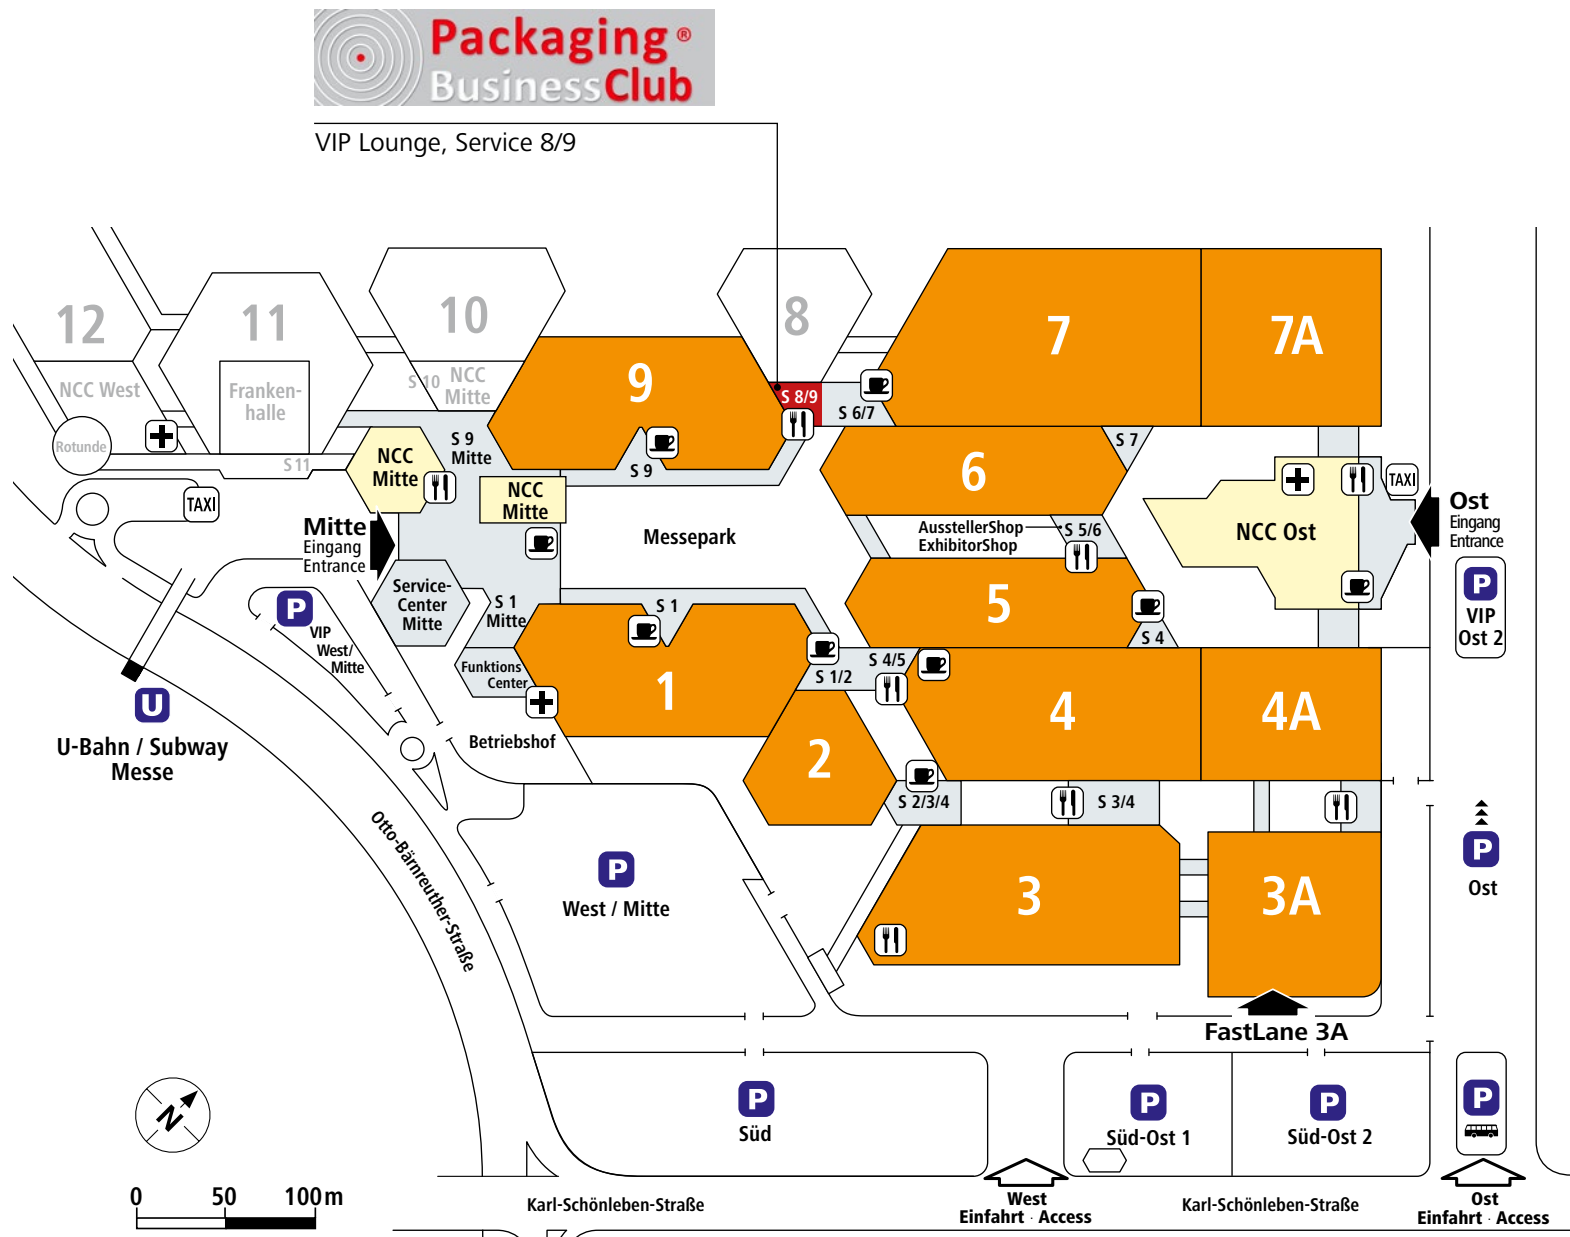 Packaging®
BusinessClub
VIP Lounge, Service 8/9
12
11
10
8
7
7A
NCC West
Franken-
halle
S 10
NCC
Mitte
9
S 8/9
S 6/7
Rotunde
S 11
NCC
Mitte
S 9
Mitte
S 9
6
S 7
TAXI
NCC
Mitte
TAXI
Mitte
Eingang
Entrance
Messepark
AusstellerShop
ExhibitorShop
S 5/6
NCC Ost
Ost
Eingang
Entrance
Service-
Center
Mitte
S 1
Mitte
S 1
5
S 4
P
VIP
Ost 2
P
VIP
West/
Mitte
Funktions
Center
1
S 1/2
S 4/5
4
4A
U
U-Bahn / Subway
Messe
Betriebshof
2
S 2/3/4
S 3/4
Otto-Bärnreuther-Straße
P
West / Mitte
3
3A
P
Ost
FastLane 3A
N
P
Süd
P
Süd-Ost 1
P
Süd-Ost 2
P
0 50 100m
Karl-Schönleben-Straße
West
Einfahrt · Access
Karl-Schönleben-Straße
Ost
Einfahrt · Access